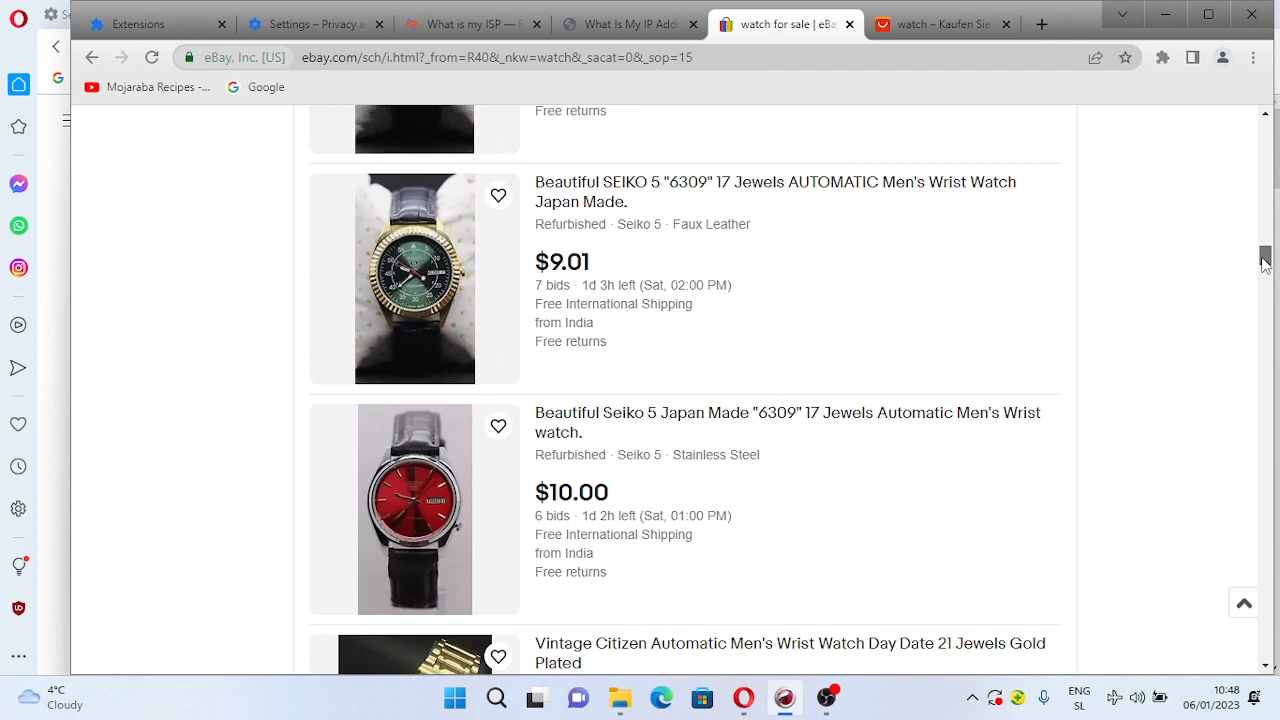 Se
Extensions
Settings – Privacy a
What is my ISP — F
What Is My IP Addr
watch for sale | eBa
watch – Kaufen Sie
eBay, Inc. [US]
ebay.com/sch/i.html?_from=R40&_nkw=watch&_sacat=0&_sop=15
Mojaraba Recipes -...
Google
Free returns
Beautiful SEIKO 5 "6309" 17 Jewels AUTOMATIC Men's Wrist Watch
Japan Made.
Refurbished · Seiko 5 · Faux Leather
$9.01
7 bids · 1d 3h left (Sat, 02:00 PM)
Free International Shipping
from India
Free returns
Beautiful Seiko 5 Japan Made "6309" 17 Jewels Automatic Men's Wrist
watch.
Refurbished · Seiko 5 · Stainless Steel
$10.00
6 bids · 1d 2h left (Sat, 01:00 PM)
Free International Shipping
from India
Free returns
Vintage Citizen Automatic Men's Wrist Watch Day Date 21 Jewels Gold
Plated
4°C
Cloudy
ENG
SL
10:48
06/01/2023